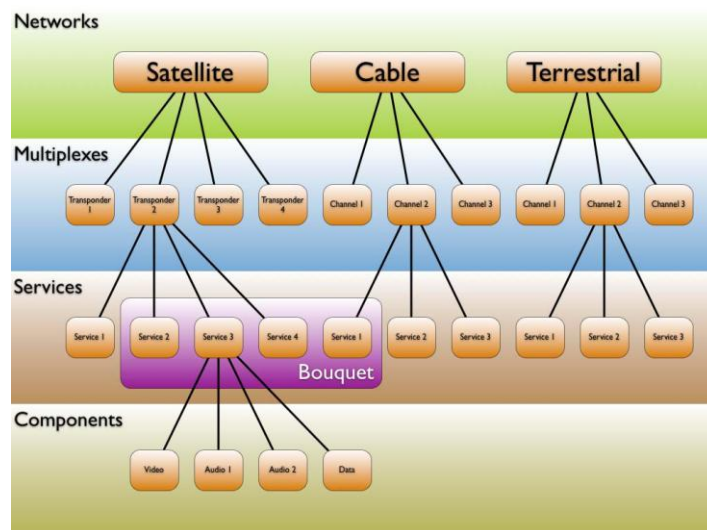 Networks
Satellite
Cable
Terrestrial
Multiplexes
Transponder
1
Transponder
2
Transponder
3
Transponder
4
Channel 1
Channel 2
Channel 3
Channel 1
Channel 2
Channel 3
Services
Service 1
Service 2
Service 3
Service 4
Service 1
Service 2
Service 3
Service 1
Service 2
Service 3
Bouquet
Components
Video
Audio 1
Audio 2
Data